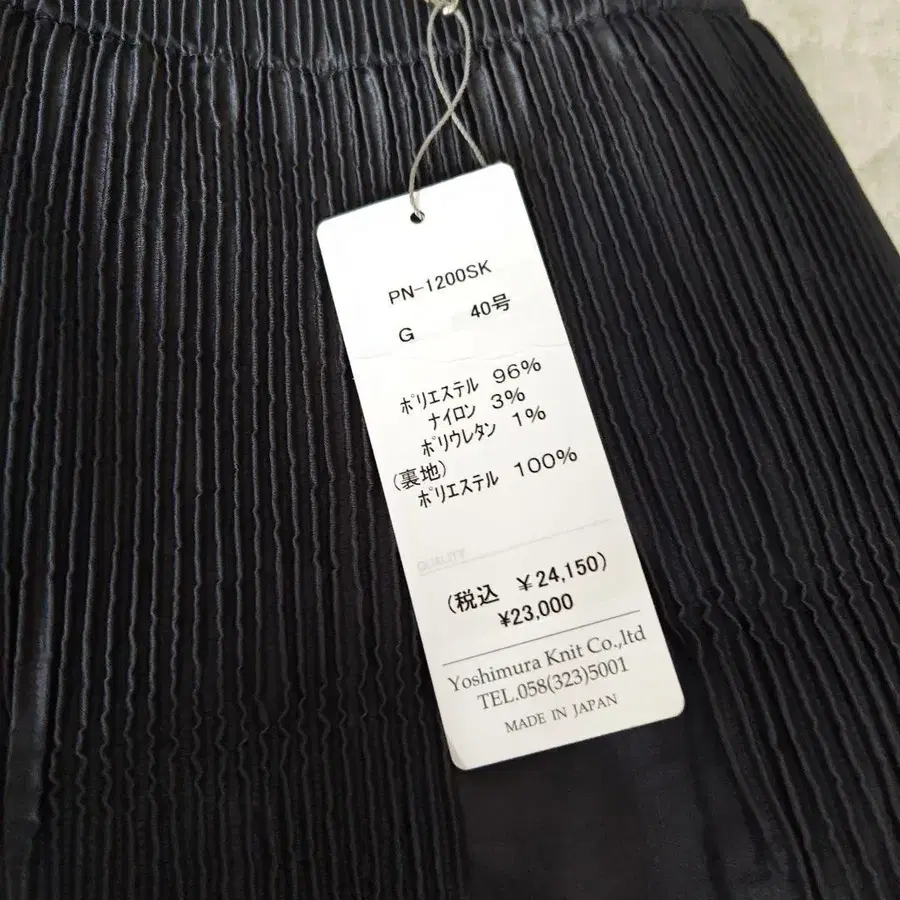 PN-1200SK
G 40号
ﾎﾟﾘｴｽﾃﾙ 96%
ﾅｲﾛﾝ 3%
ﾎﾟﾘｳﾚﾀﾝ 1%
(裏地)
ﾎﾟﾘｴｽﾃﾙ 100%
QUALITY
(税込 ￥24,150)
¥23,000
Yoshimura Knit Co.,ltd
TEL.058(323)5001
MADE IN JAPAN